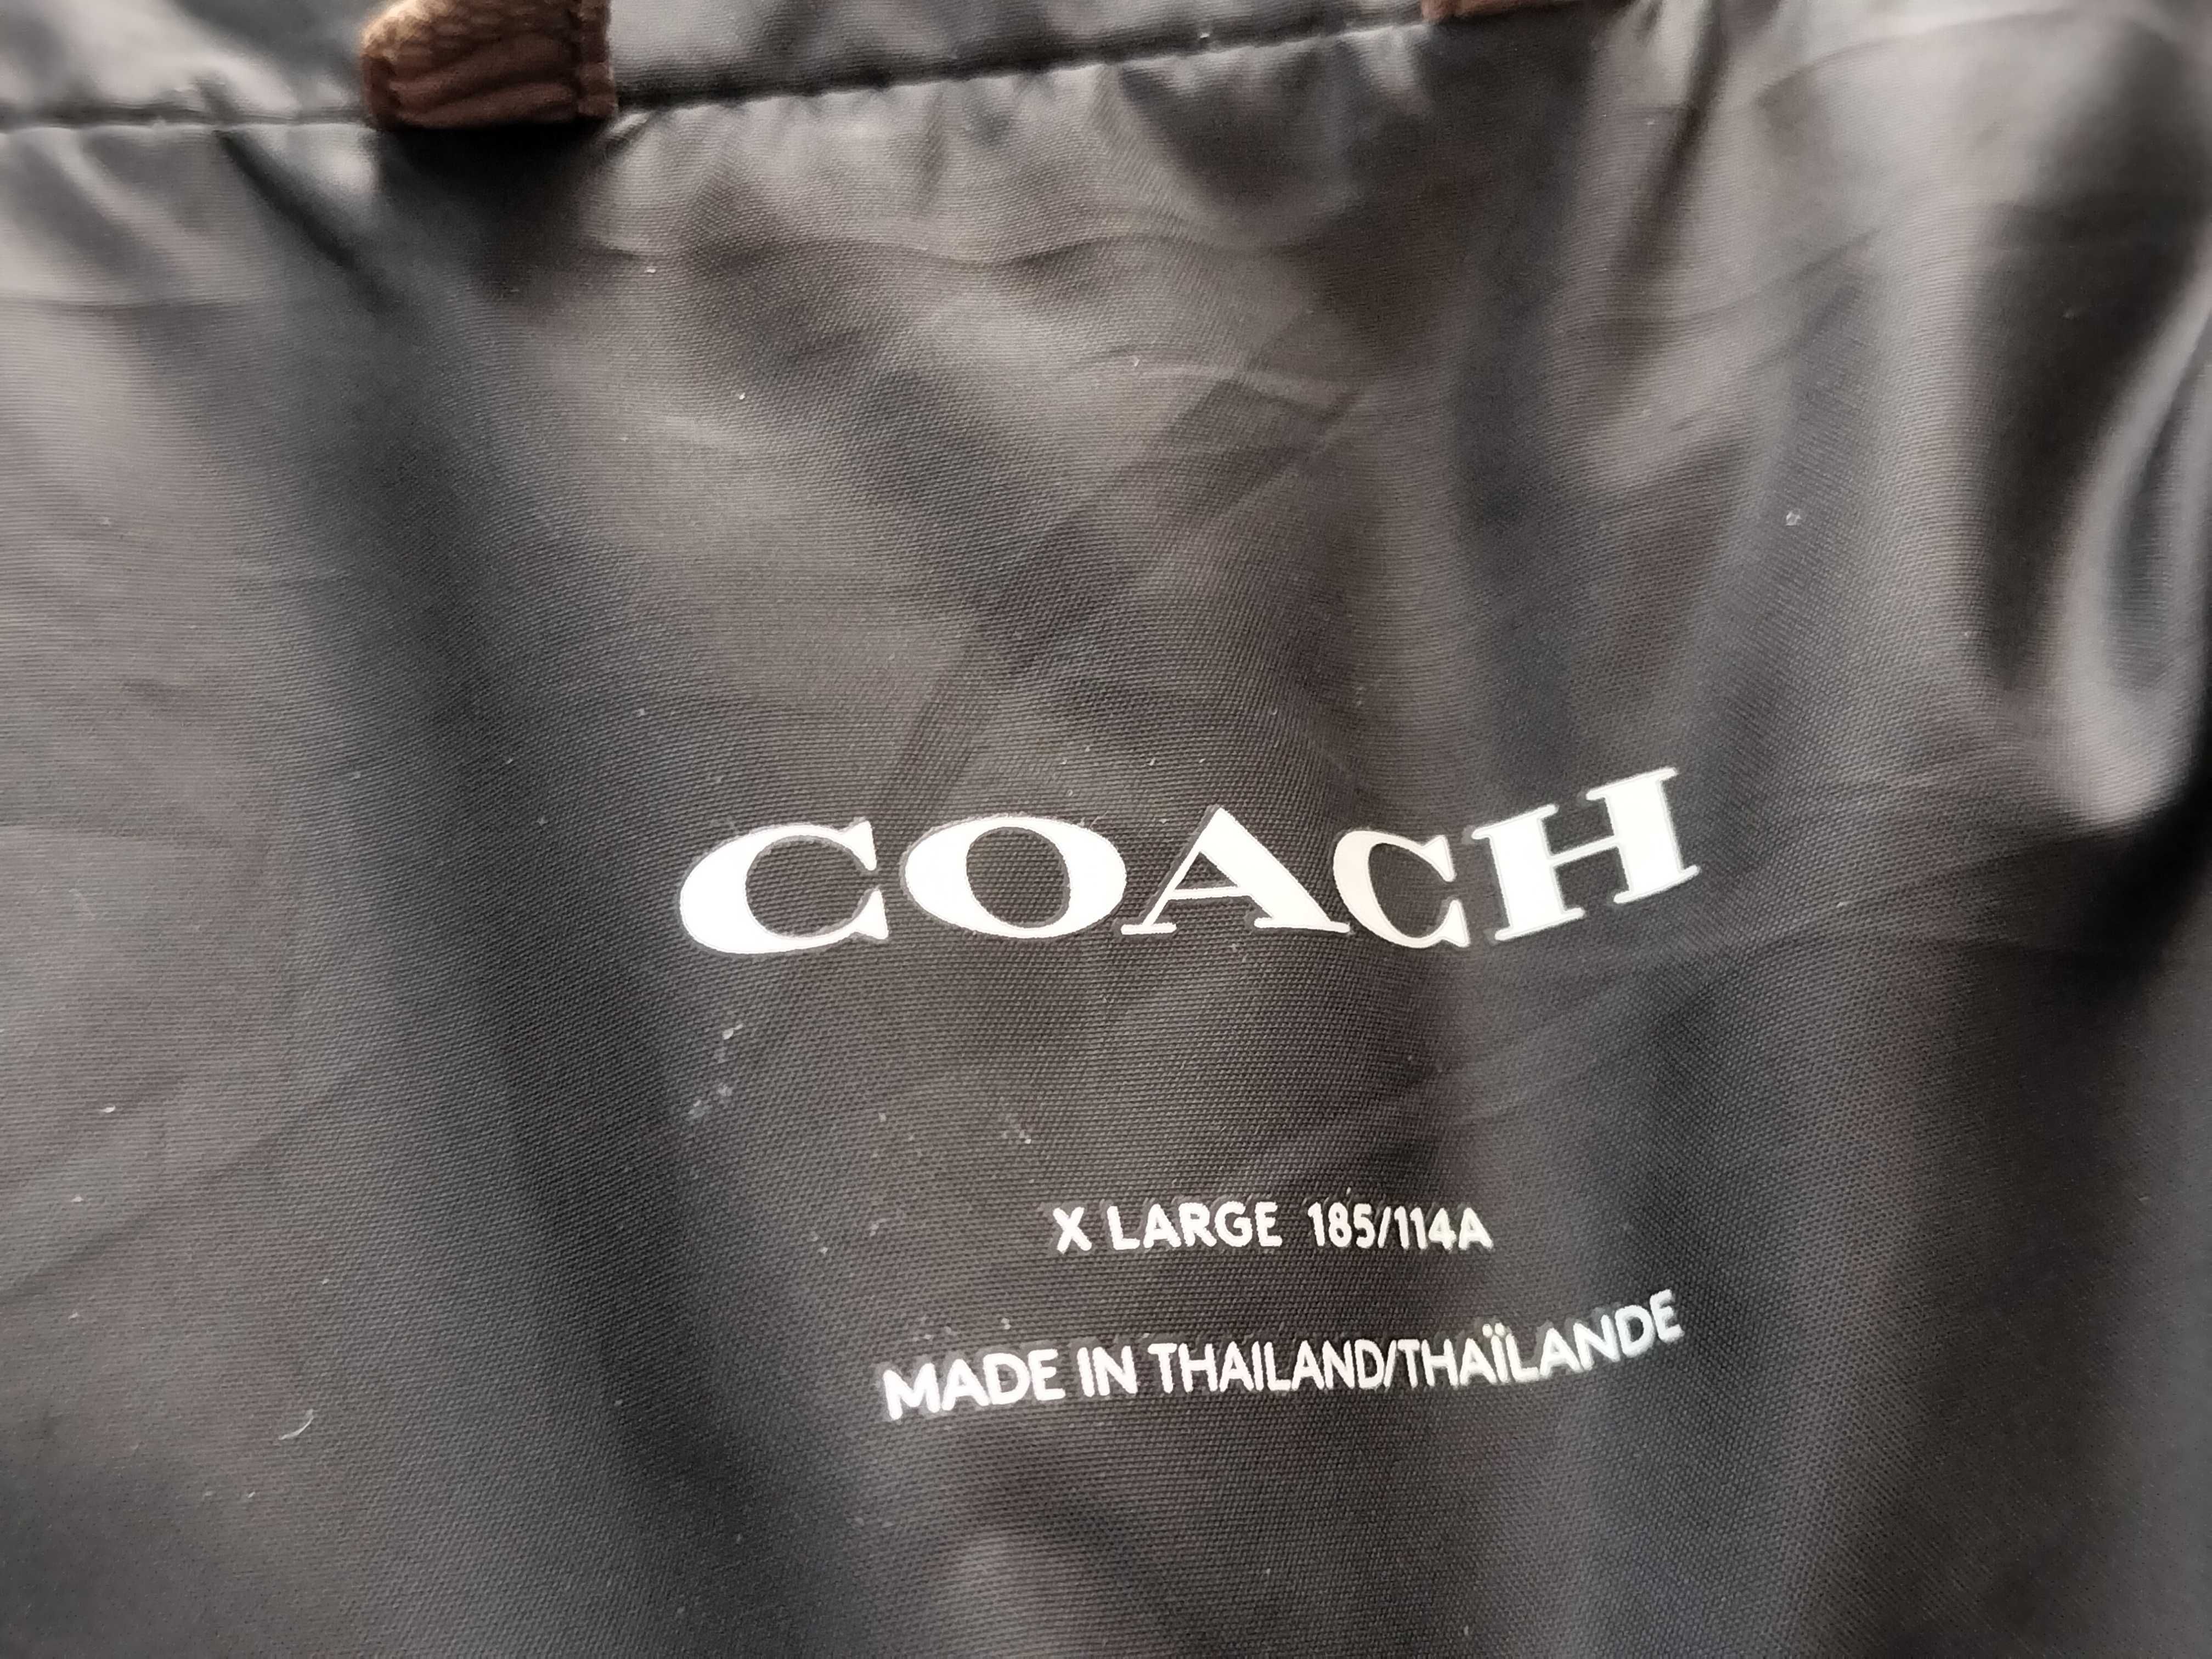 COACH
X LARGE 185/114A
MADE IN THAILAND/THAÏLANDE